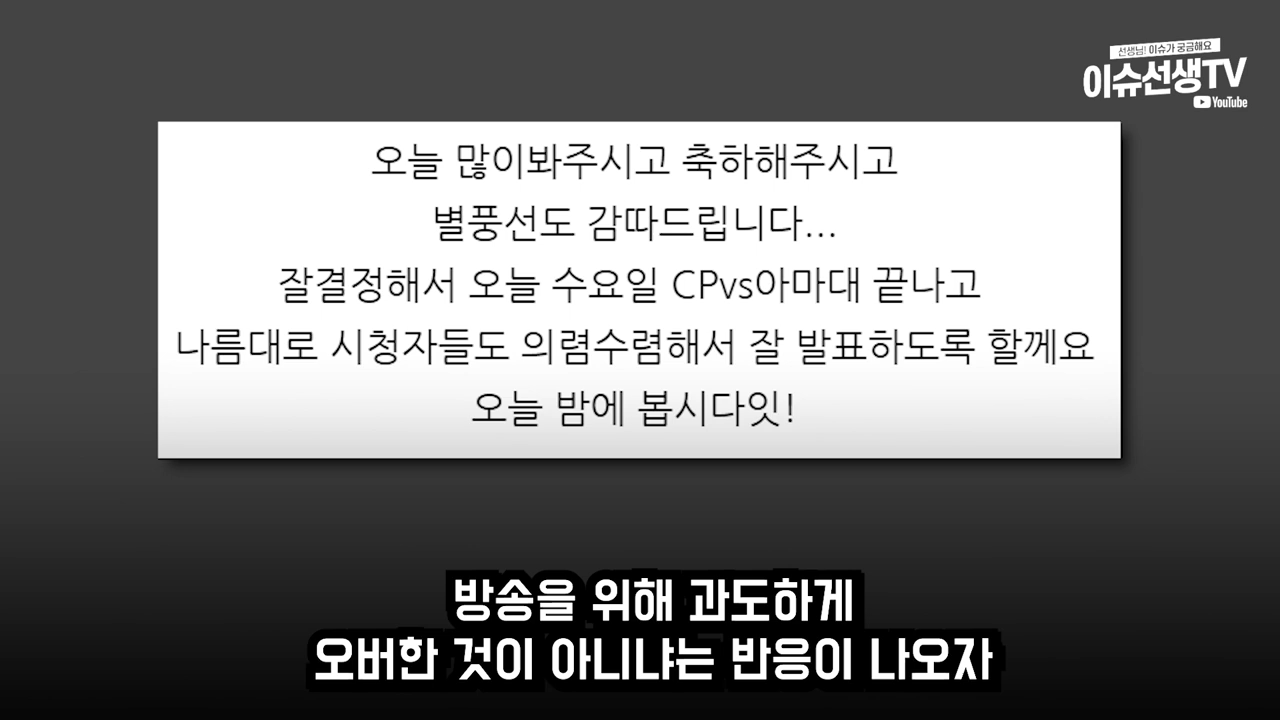 선생님! 이슈가 궁금해요
이슈선생TV
YouTube
오늘 많이봐주시고 축하해주시고
별풍선도 감따드립니다...
잘결정해서 오늘 수요일 CPvs아마대 끝나고
나름대로 시청자들도 의렴수렴해서 잘 발표하도록 할께요
오늘 밤에 봅시다잇!
방송을 위해 과도하게
오버한 것이 아니냐는 반응이 나오자